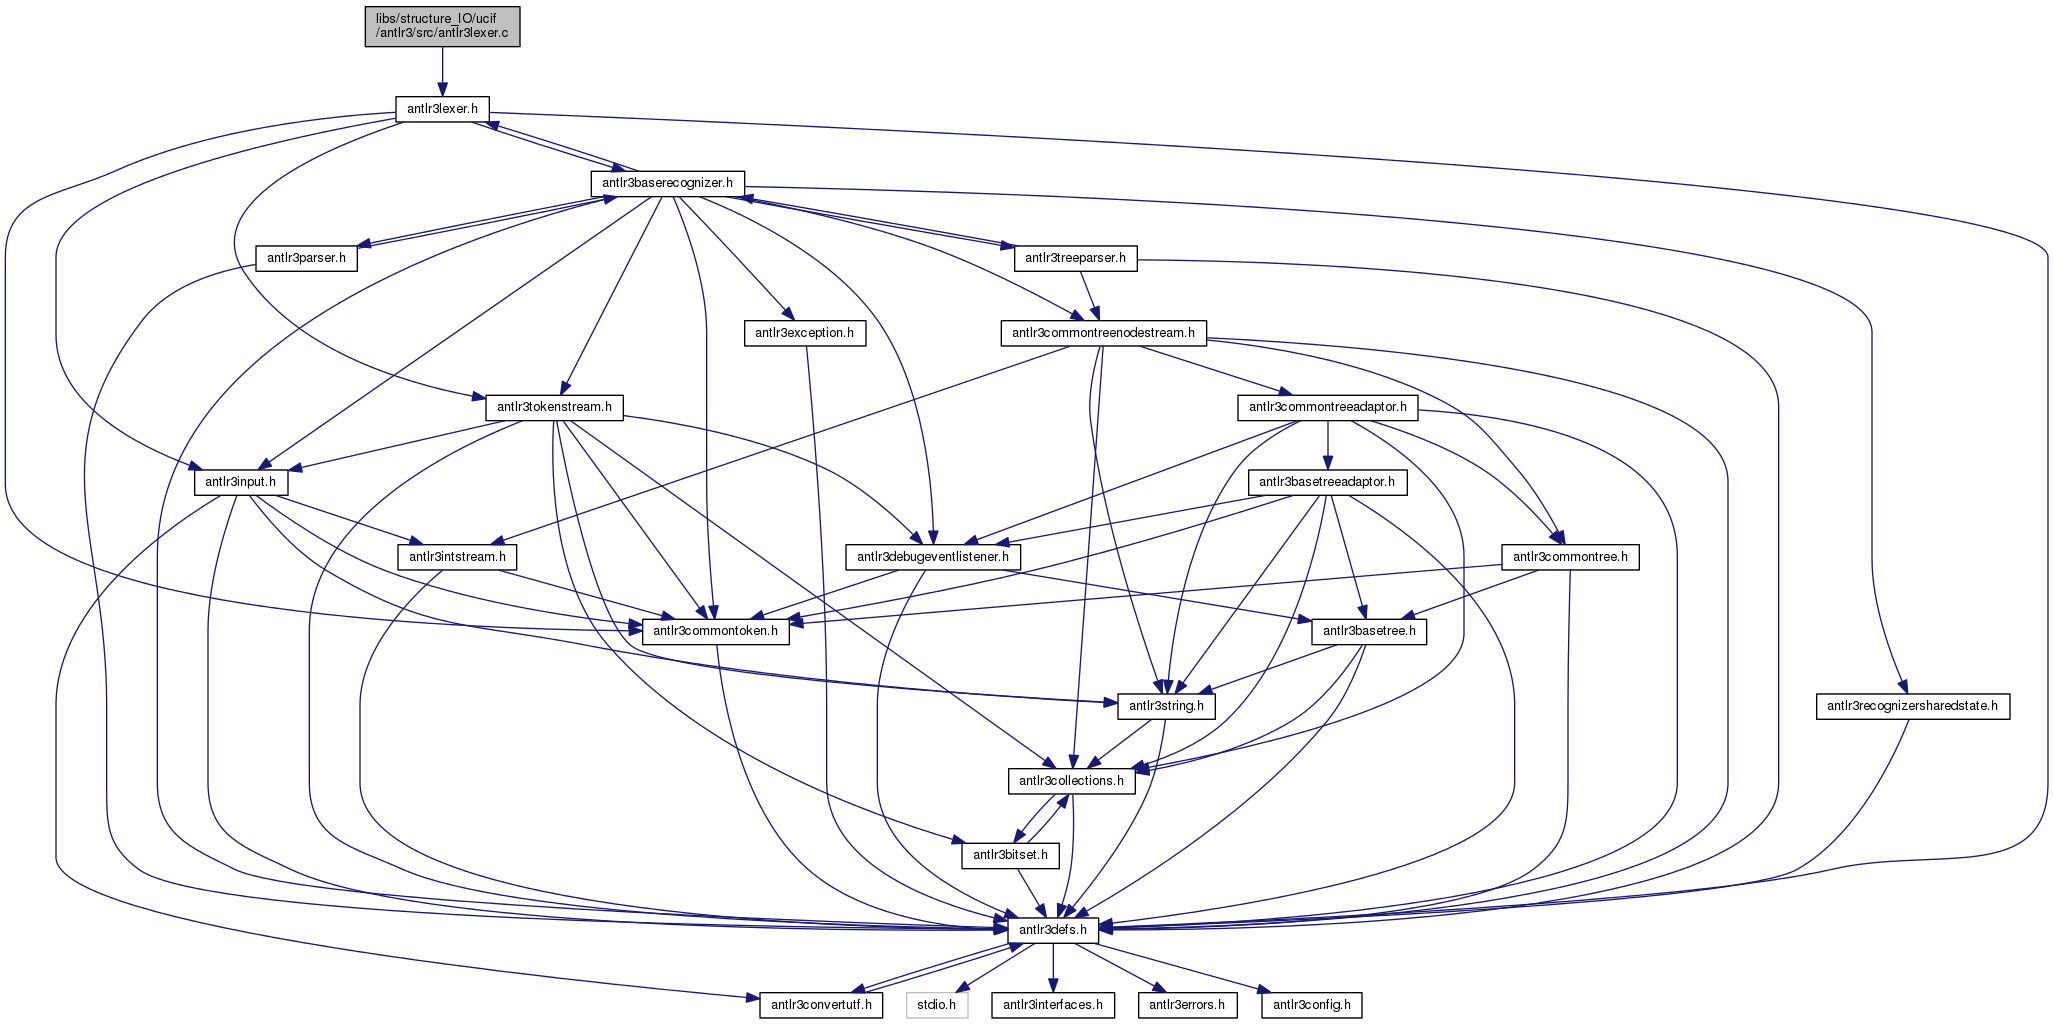 libs/structure_IO/ucif
/antlr3/src/antlr3lexer.c
antlr3lexer.h
antlr3baserecognizer.h
antlr3parser.h
antlr3treeparser.h
antlr3exception.h
antlr3commontreenodestream.h
antlr3tokenstream.h
antlr3commontreeadaptor.h
antlr3input.h
antlr3basetreeadaptor.h
antlr3intstream.h
antlr3debugeventlistener.h
antlr3commontree.h
antlr3commontoken.h
antlr3basetree.h
antlr3string.h
antlr3recognizersharedstate.h
antlr3collections.h
antlr3bitset.h
antlr3defs.h
antlr3convertutf.h
stdio.h
antlr3interfaces.h
antlr3errors.h
antlr3config.h